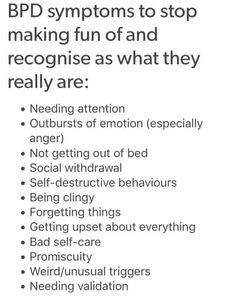 BPD symptoms to stop
making fun of and
recognise as what they
really are:
• Needing attention
• Outbursts of emotion (especially
anger)
• Not getting out of bed
• Social withdrawal
• Self-destructive behaviours
• Being clingy
• Forgetting things
• Getting upset about everything
• Bad self-care
• Promiscuity
• Weird/unusual triggers
• Needing validation